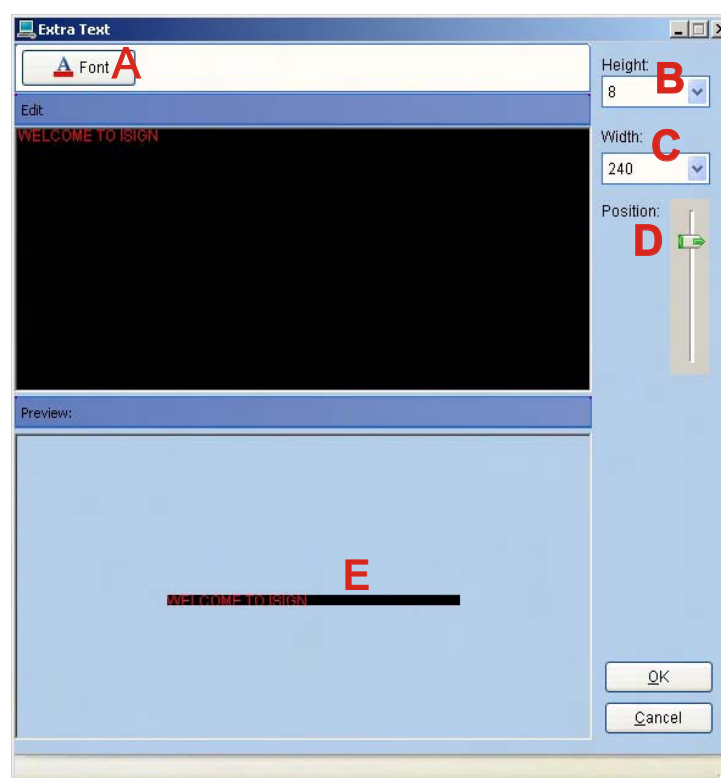 Extra Text
Font A
Height: B
8
Edit
WELCOME TO ISIGN
Width: C
240
Position:
D
Preview:
E
WELCOME TO ISIGN
OK
Cancel